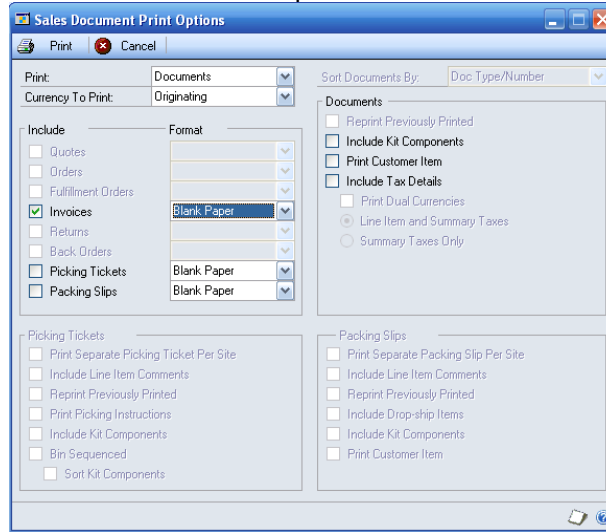 Sales Document Print Options
Print Cancel
Print: Documents
Currency To Print: Originating
Sort Documents By: Doc Type/Number
Include Format
Quotes
Orders
Fulfillment Orders
Invoices Blank Paper
Returns
Back Orders
Picking Tickets Blank Paper
Packing Slips Blank Paper
Documents
Reprint Previously Printed
Include Kit Components
Print Customer Item
Include Tax Details
Print Dual Currencies
Line Item and Summary Taxes
Summary Taxes Only
Picking Tickets
Print Separate Picking Ticket Per Site
Include Line Item Comments
Reprint Previously Printed
Print Picking Instructions
Include Kit Components
Bin Sequenced
Sort Kit Components
Packing Slips
Print Separate Packing Slip Per Site
Include Line Item Comments
Reprint Previously Printed
Include Drop-ship Items
Include Kit Components
Print Customer Item